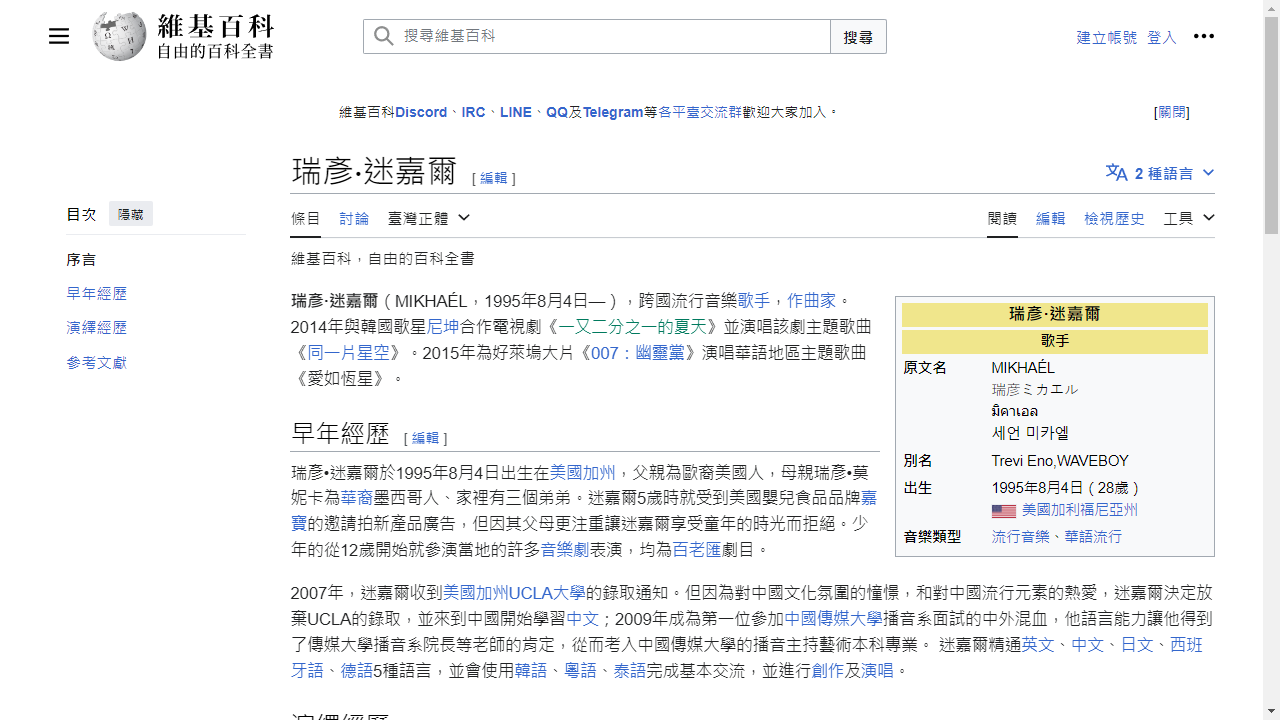 維基百科
自由的百科全書
搜尋維基百科
搜尋
建立帳號 登入
維基百科Discord、IRC、LINE、QQ及Telegram等各平臺交流群歡迎大家加入。
[關閉]
瑞彥·迷嘉爾 [ 編輯 ]
2 種語言
目次 隱藏
序言
早年經歷
演繹經歷
參考文獻
條目 討論 臺灣正體
閱讀 編輯 檢視歷史 工具
維基百科，自由的百科全書
瑞彥·迷嘉爾（MIKHAÉL，1995年8月4日—），跨國流行音樂歌手，作曲家。
2014年與韓國歌星尼坤合作電視劇《一又二分之一的夏天》並演唱該劇主題歌曲
《同一片星空》。2015年為好萊塢大片《007：幽靈黨》演唱華語地區主題歌曲
《愛如恆星》。
瑞彥·迷嘉爾
歌手
原文名 MIKHAÉL
瑞彦ミカエル
มิคาเอล
세언 미카엘
別名 Trevi Eno,WAVEBOY
出生 1995年8月4日（28歲）
美國加利福尼亞州
音樂類型 流行音樂、華語流行
早年經歷 [ 編輯 ]
瑞彥•迷嘉爾於1995年8月4日出生在美國加州，父親為歐裔美國人，母親瑞彥•莫
妮卡為華裔墨西哥人、家裡有三個弟弟。迷嘉爾5歲時就受到美國嬰兒食品品牌嘉
寶的邀請拍新產品廣告，但因其父母更注重讓迷嘉爾享受童年的時光而拒絕。少
年的從12歲開始就參演當地的許多音樂劇表演，均為百老匯劇目。
2007年，迷嘉爾收到美國加州UCLA大學的錄取通知。但因為對中國文化氛圍的憧憬，和對中國流行元素的熱愛，迷嘉爾決定放
棄UCLA的錄取，並來到中國開始學習中文；2009年成為第一位參加中國傳媒大學播音系面試的中外混血，他語言能力讓他得到
了傳媒大學播音系院長等老師的肯定，從而考入中國傳媒大學的播音主持藝術本科專業。 迷嘉爾精通英文、中文、日文、西班
牙語、德語5種語言，並會使用韓語、粵語、泰語完成基本交流，並進行創作及演唱。
演繹經歷